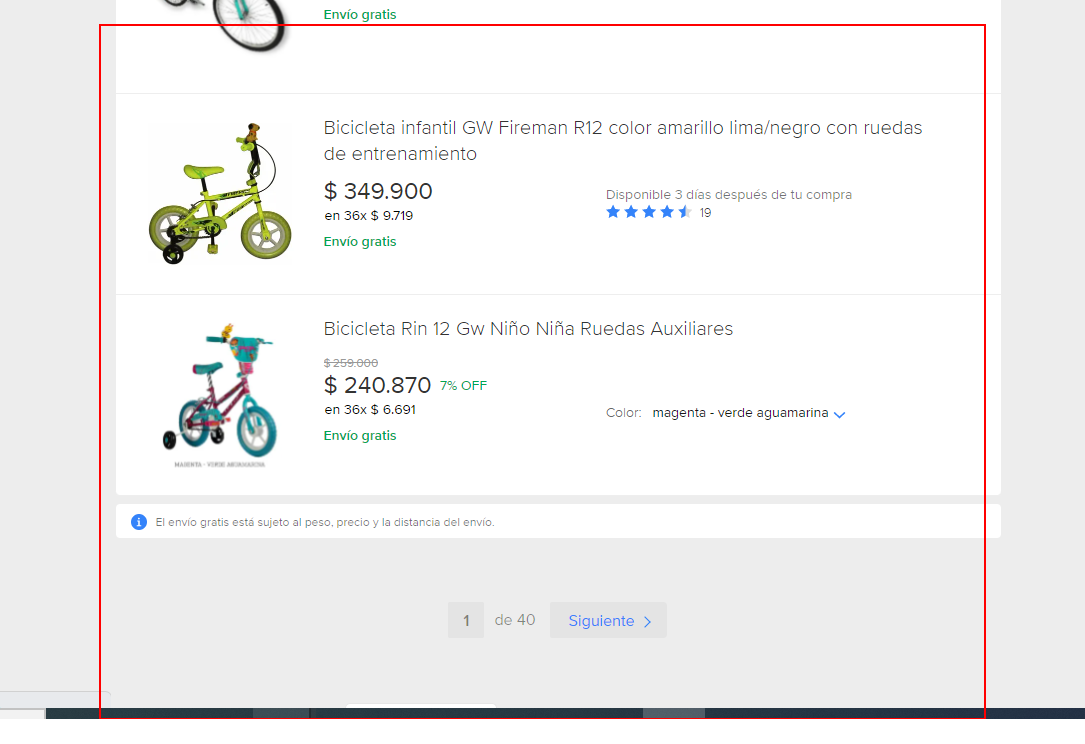 Envío gratis
Bicicleta infantil GW Fireman R12 color amarillo lima/negro con ruedas
de entrenamiento
$ 349.900
en 36x $ 9.719
Envío gratis
Disponible 3 días después de tu compra
19
Bicicleta Rin 12 Gw Niño Niña Ruedas Auxiliares
$ 259.000
$ 240.870 7% OFF
en 36x $ 6.691
Envío gratis
Color: magenta - verde aguamarina
MAGENTA - VERDE AGUAMARINA
El envío gratis está sujeto al peso, precio y la distancia del envío.
1 de 40 Siguiente